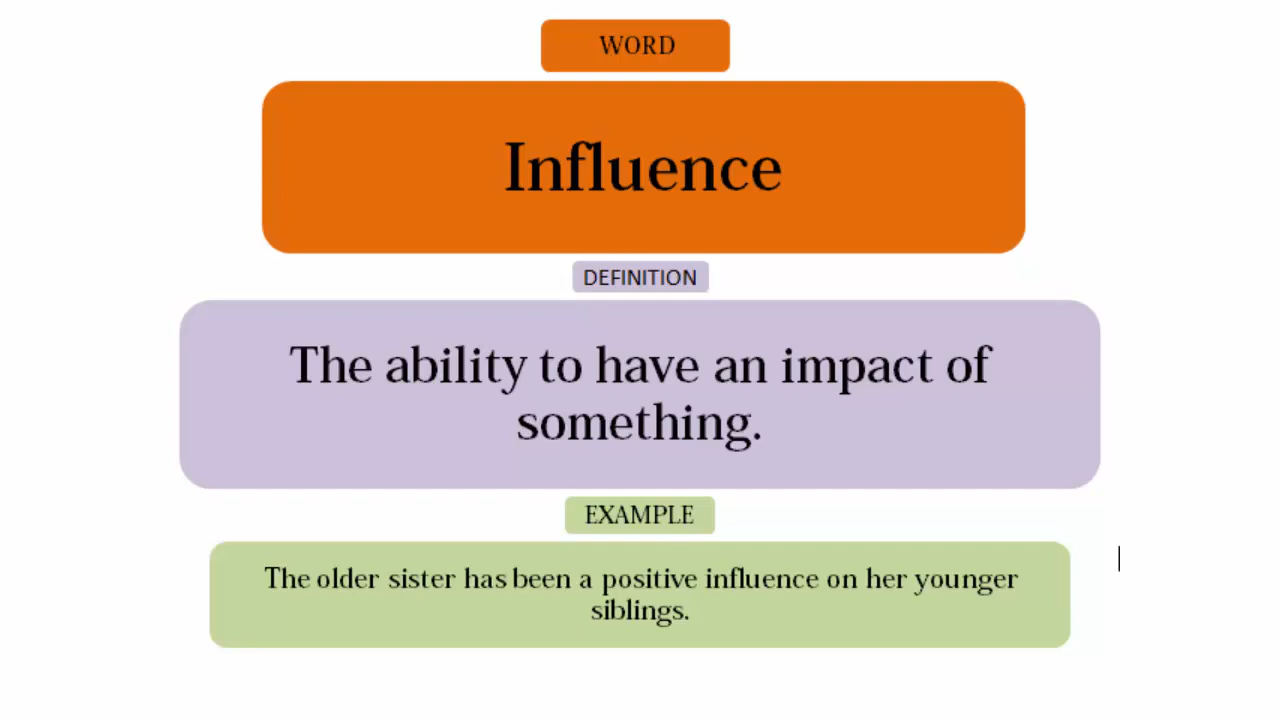 WORD
Influence
DEFINITION
The ability to have an impact of
something.
EXAMPLE
The older sister has been a positive influence on her younger
siblings.